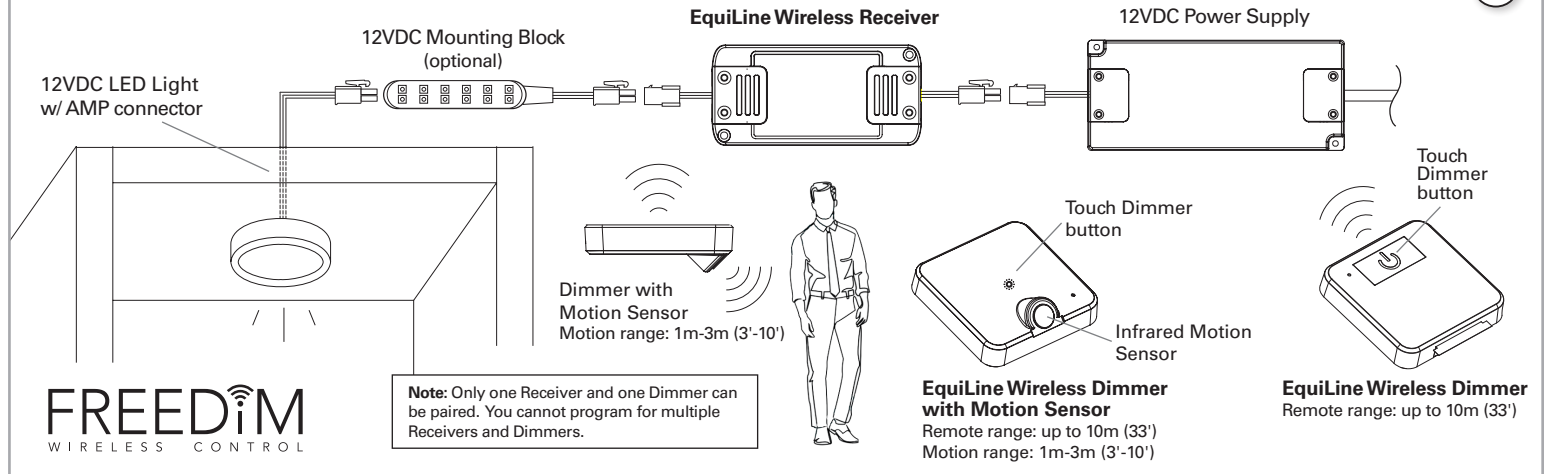 EquiLine Wireless Receiver
12VDC Power Supply
12VDC Mounting Block
(optional)
12VDC LED Light
w/ AMP connector
Touch
Dimmer
button
Touch Dimmer
button
Dimmer with
Motion Sensor
Motion range: 1m-3m (3'-10')
Infrared Motion
Sensor
EquiLine Wireless Dimmer
with Motion Sensor
Remote range: up to 10m (33')
Motion range: 1m-3m (3'-10')
EquiLine Wireless Dimmer
Remote range: up to 10m (33')
FREEDiM
WIRELESS CONTROL
Note: Only one Receiver and one Dimmer can
be paired. You cannot program for multiple
Receivers and Dimmers.